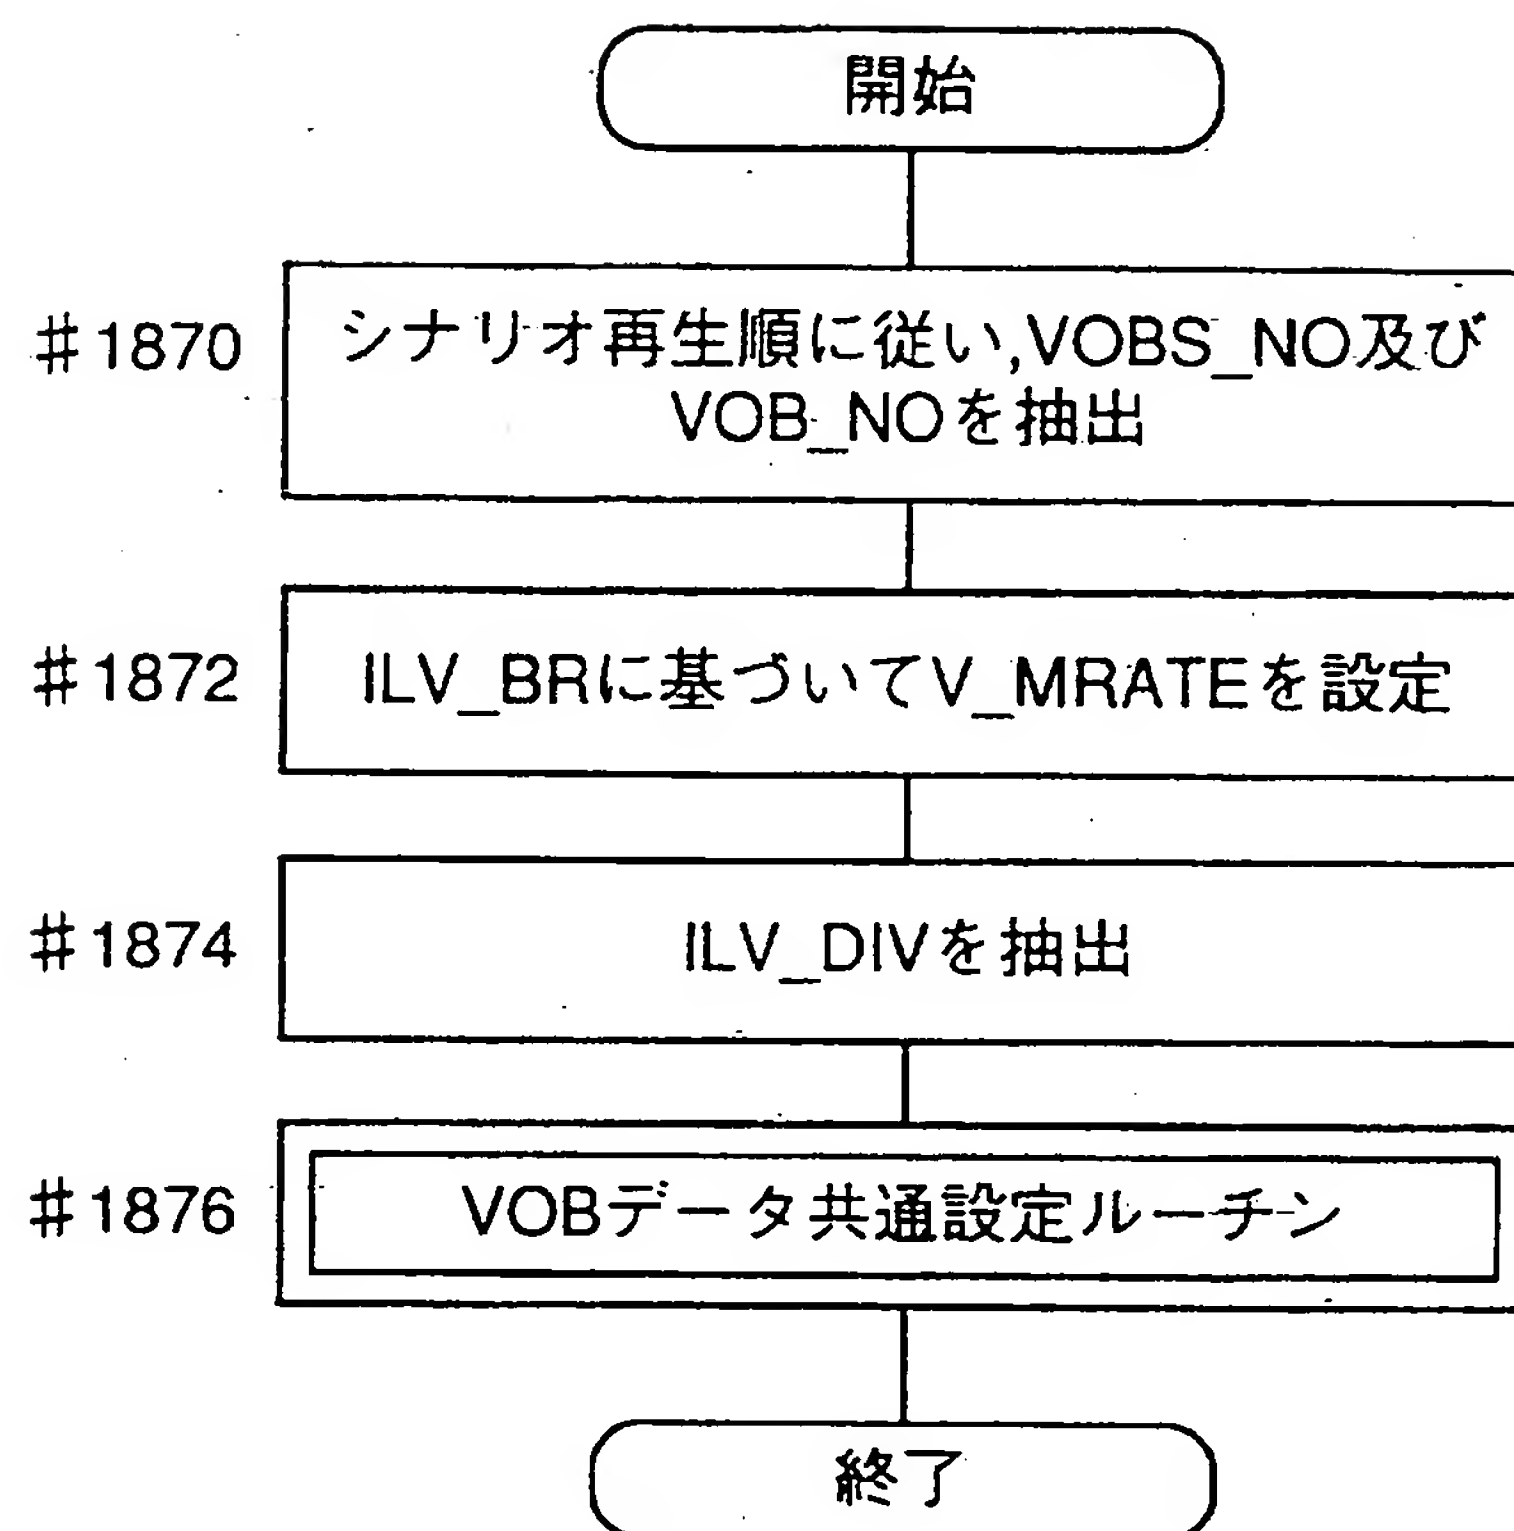 開始
#1870
シナリオ再生順に従い,VOBS_NO及び
VOB_NOを抽出
#1872
ILV_BRに基づいてV_MRATEを設定
#1874
ILV_DIVを抽出
#1876
VOBデータ共通設定ルーチン
終了